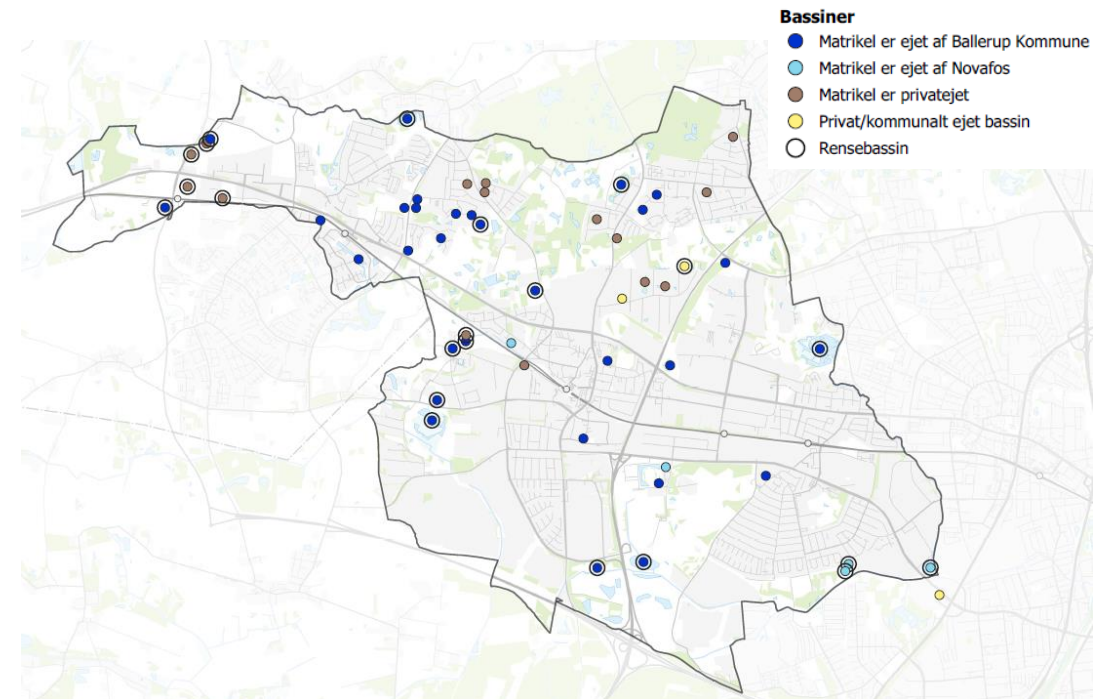 Bassiner
Matrikel er ejet af Ballerup Kommune
Matrikel er ejet af Novafos
Matrikel er privatejet
Privat/kommunalt ejet bassin
Rensebassin